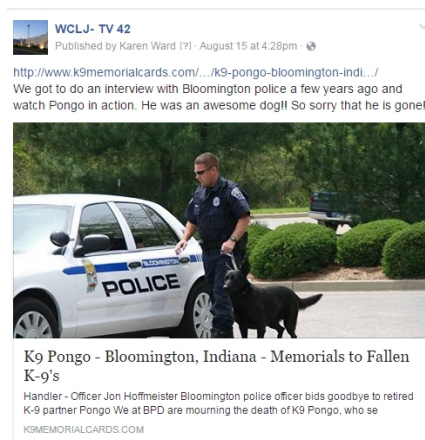 WCLJ- TV 42
Published by Karen Ward [?] · August 15 at 4:28pm ·
http://www.k9memorialcards.com/.../k9-pongo-bloomington-indi.../
We got to do an interview with Bloomington police a few years ago and
watch Pongo in action. He was an awesome dog!! So sorry that he is gone!
BLOOMINGTON
POLICE
K9 Pongo - Bloomington, Indiana - Memorials to Fallen
K-9's
Handler - Officer Jon Hoffmeister Bloomington police officer bids goodbye to retired
K-9 partner Pongo We at BPD are mourning the death of K9 Pongo, who se
K9MEMORIALCARDS.COM